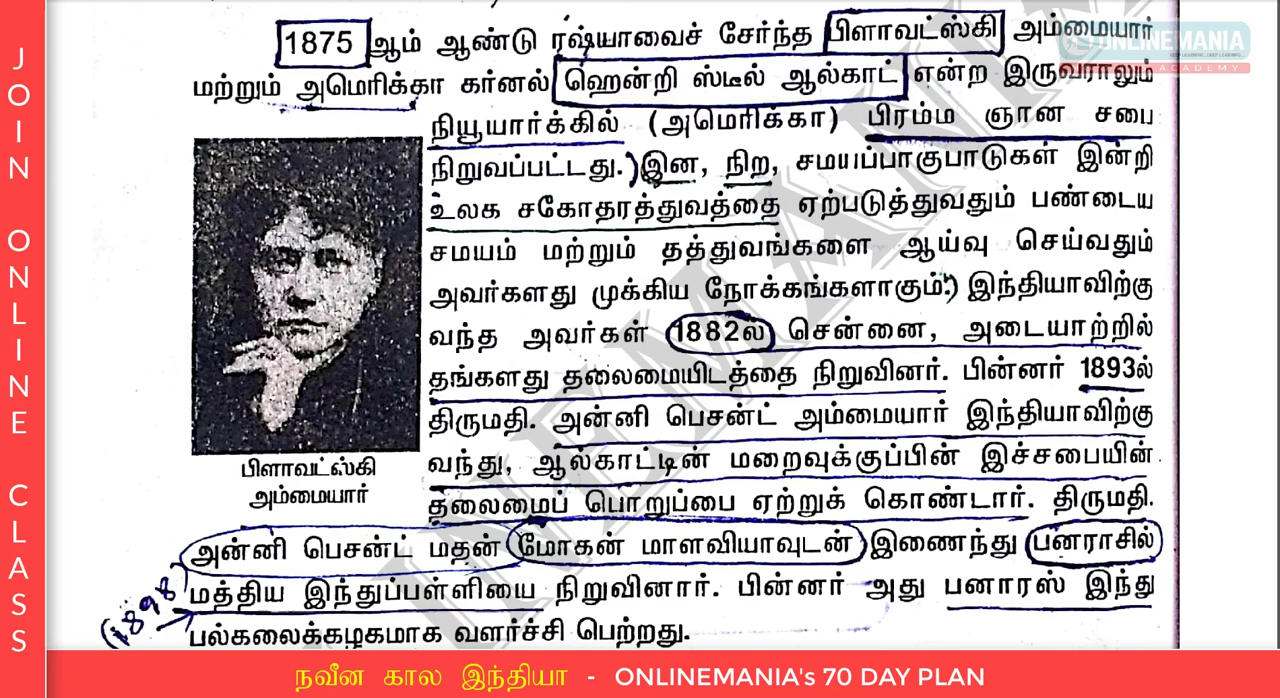 JOIN ONLINE CLASS
ONLINEMANIA
ACADEMY
1875 ஆம் ஆண்டு ரஷ்யாவைச் சேர்ந்த பிளாவட்ஸ்கி அம்மையார்
மற்றும் அமெரிக்கா கர்னல் ஹென்றி ஸ்டீல் ஆல்காட் என்ற இருவராலும்
நியூயார்க்கில் (அமெரிக்கா) பிரம்ம ஞான சபை
நிறுவப்பட்டது. இன, நிற, சமயப்பாகுபாடுகள் இன்றி
உலக சகோதரத்துவத்தை ஏற்படுத்துவதும் பண்டைய
சமயம் மற்றும் தத்துவங்களை ஆய்வு செய்வதும்
அவர்களது முக்கிய நோக்கங்களாகும். இந்தியாவிற்கு
வந்த அவர்கள் 1882ல் சென்னை, அடையாற்றில்
தங்களது தலைமையிடத்தை நிறுவினர். பின்னர் 1893ல்
திருமதி. அன்னி பெசன்ட் அம்மையார் இந்தியாவிற்கு
வந்து, ஆல்காட்டின் மறைவுக்குப்பின் இச்சபையின்
தலைமைப் பொறுப்பை ஏற்றுக் கொண்டார். திருமதி.
பிளாவட்ஸ்கி
அம்மையார்
அன்னி பெசன்ட் மதன் மோகன் மாளவியாவுடன் இணைந்து பனராசில்
மத்திய இந்துப்பள்ளியை நிறுவினார். பின்னர் அது பனாரஸ் இந்து
பல்கலைக்கழகமாக வளர்ச்சி பெற்றது.
(1898
நவீன கால இந்தியா - ONLINEMANIA's 70 DAY PLAN